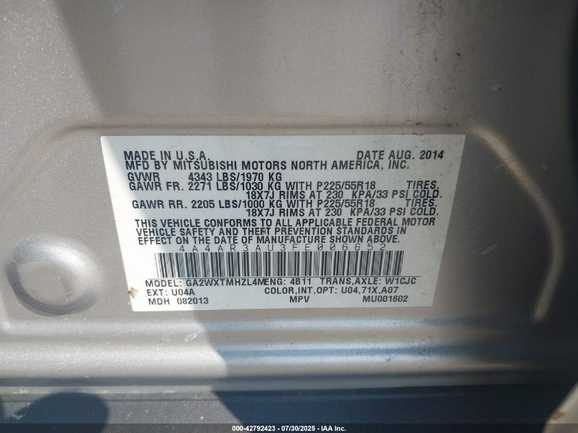 MADE IN U.S.A. DATE AUG. 2014
MFD BY MITSUBISHI MOTORS NORTH AMERICA, INC.
GVWR 4343 LBS/1970 KG
GAWR FR. 2271 LBS/1030 KG WITH P225/55R18 TIRES,
18X7J RIMS AT 230 KPA/33 PSI COLD.
GAWR RR. 2205 LBS/1000 KG WITH P225/55R18 TIRES,
18X7J RIMS AT 230 KPA/33 PSI COLD.
THIS VEHICLE CONFORMS TO ALL APPLICABLE FEDERAL MOTOR
VEHICLE SAFETY AND THEFT PREVENTION STANDARDS IN
EFFECT ON THE DATE OF MANUFACTURE SHOWN ABOVE.
4A4AR3AU3FE006653
MODEL: GA2WXTMHZL4M ENG: 4B11 TRANS,AXLE: W1CJC
EXT: U04A COLOR,INT,OPT: U04,71X,A07
MDH 082013 MPV MU001602
000-42792423 - 07/30/2025 - IAA Inc.